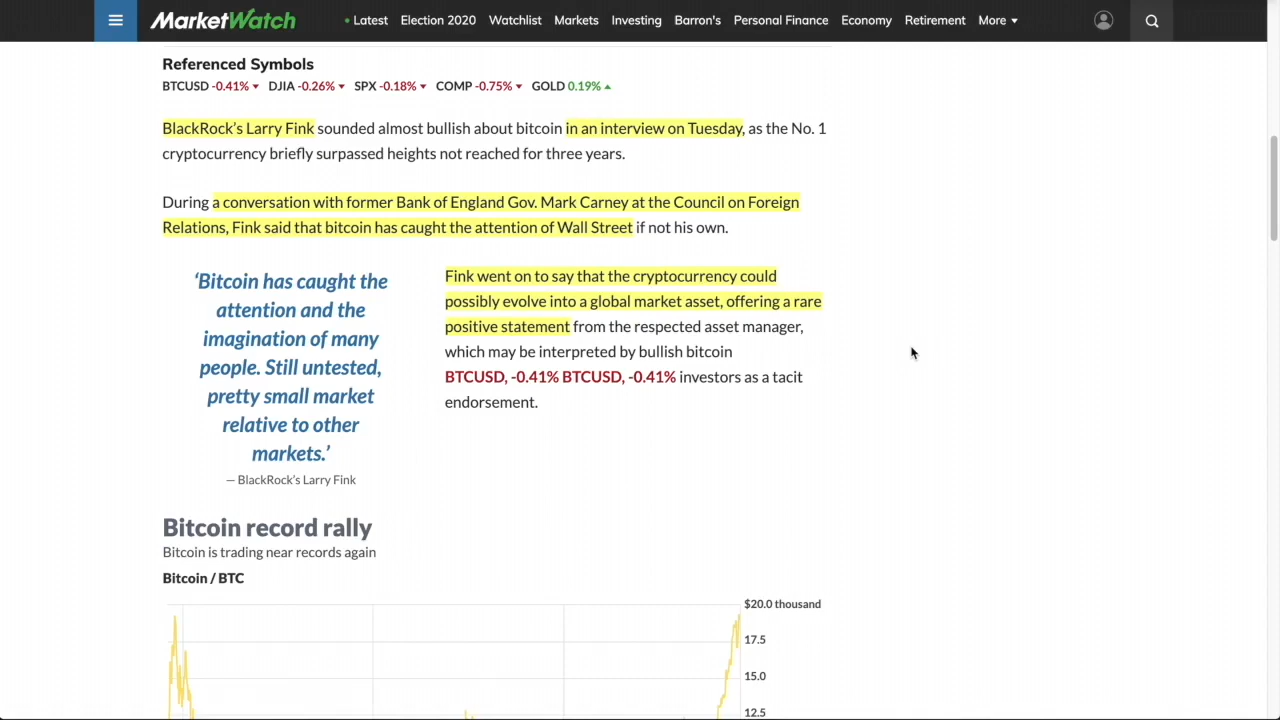 MarketWatch
Latest Election 2020 Watchlist Markets Investing Barron's Personal Finance Economy Retirement More
Referenced Symbols
BTCUSD -0.41% DJIA -0.26% SPX -0.18% COMP -0.75% GOLD 0.19%
BlackRock’s Larry Fink sounded almost bullish about bitcoin in an interview on Tuesday, as the No. 1
cryptocurrency briefly surpassed heights not reached for three years.
During a conversation with former Bank of England Gov. Mark Carney at the Council on Foreign
Relations, Fink said that bitcoin has caught the attention of Wall Street if not his own.
‘Bitcoin has caught the
attention and the
imagination of many
people. Still untested,
pretty small market
relative to other
markets.’
— BlackRock’s Larry Fink
Fink went on to say that the cryptocurrency could
possibly evolve into a global market asset, offering a rare
positive statement from the respected asset manager,
which may be interpreted by bullish bitcoin
BTCUSD, -0.41% BTCUSD, -0.41% investors as a tacit
endorsement.
Bitcoin record rally
Bitcoin is trading near records again
Bitcoin / BTC
$20.0 thousand
17.5
15.0
12.5